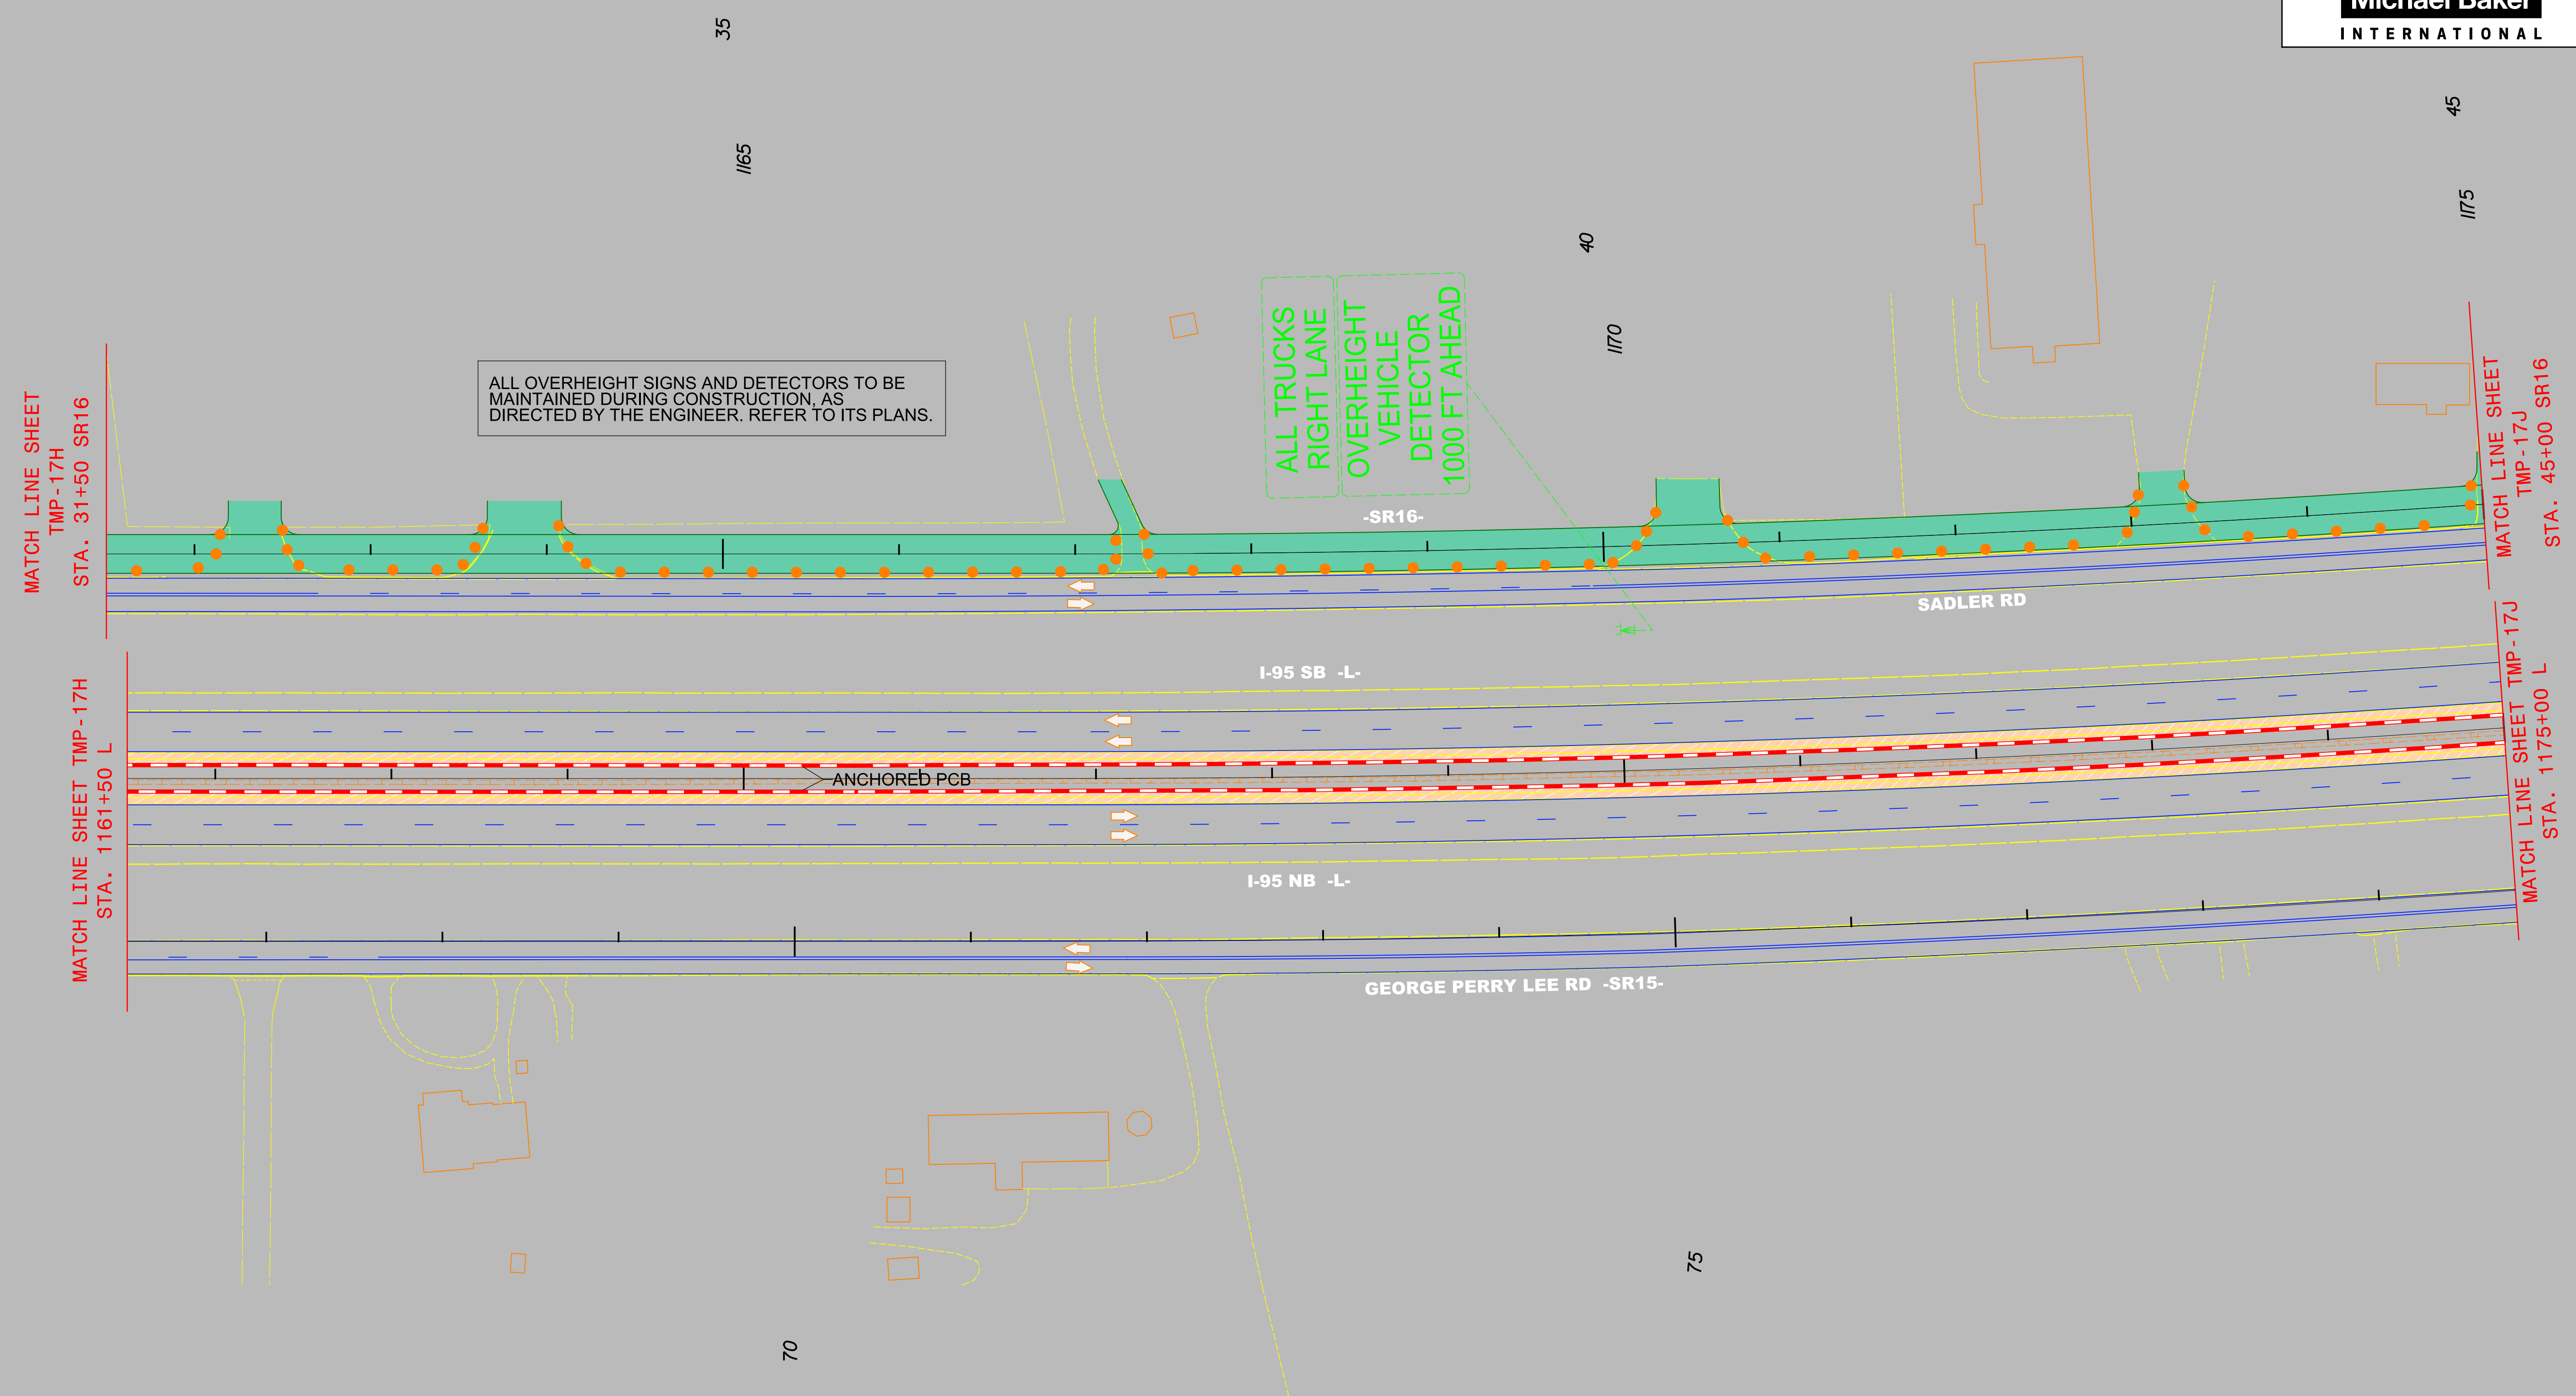 Michael Baker
INTERNATIONAL
35
1165
45
1175
40
1170
ALL TRUCKS
RIGHT LANE
OVERHEIGHT
VEHICLE
DETECTOR
1000 FT AHEAD
ALL OVERHEIGHT SIGNS AND DETECTORS TO BE
MAINTAINED DURING CONSTRUCTION, AS
DIRECTED BY THE ENGINEER. REFER TO ITS PLANS.
MATCH LINE SHEET
TMP-17H
STA. 31+50 SR16
MATCH LINE SHEET
TMP-17J
STA. 45+00 SR16
-SR16-
SADLER RD
I-95 SB -L-
MATCH LINE SHEET TMP-17H
STA. 1161+50 L
MATCH LINE SHEET TMP-17J
STA. 1175+00 L
ANCHORED PCB
I-95 NB -L-
GEORGE PERRY LEE RD -SR15-
75
70